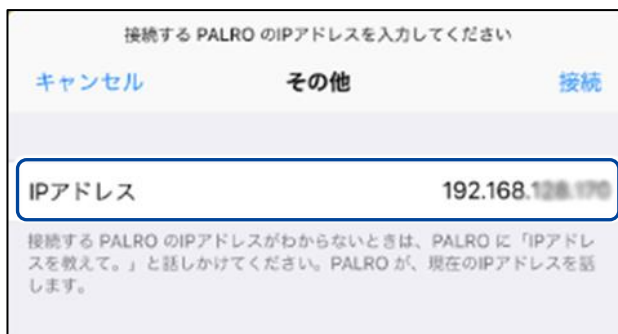 接続する PALRO のIPアドレスを入力してください
キャンセル その他 接続
IPアドレス 192.168.
接続する PALRO のIPアドレスがわからないときは、PALRO に「IPアドレ
スを教えて。」と話しかけてください。PALRO が、現在のIPアドレスを話
します。